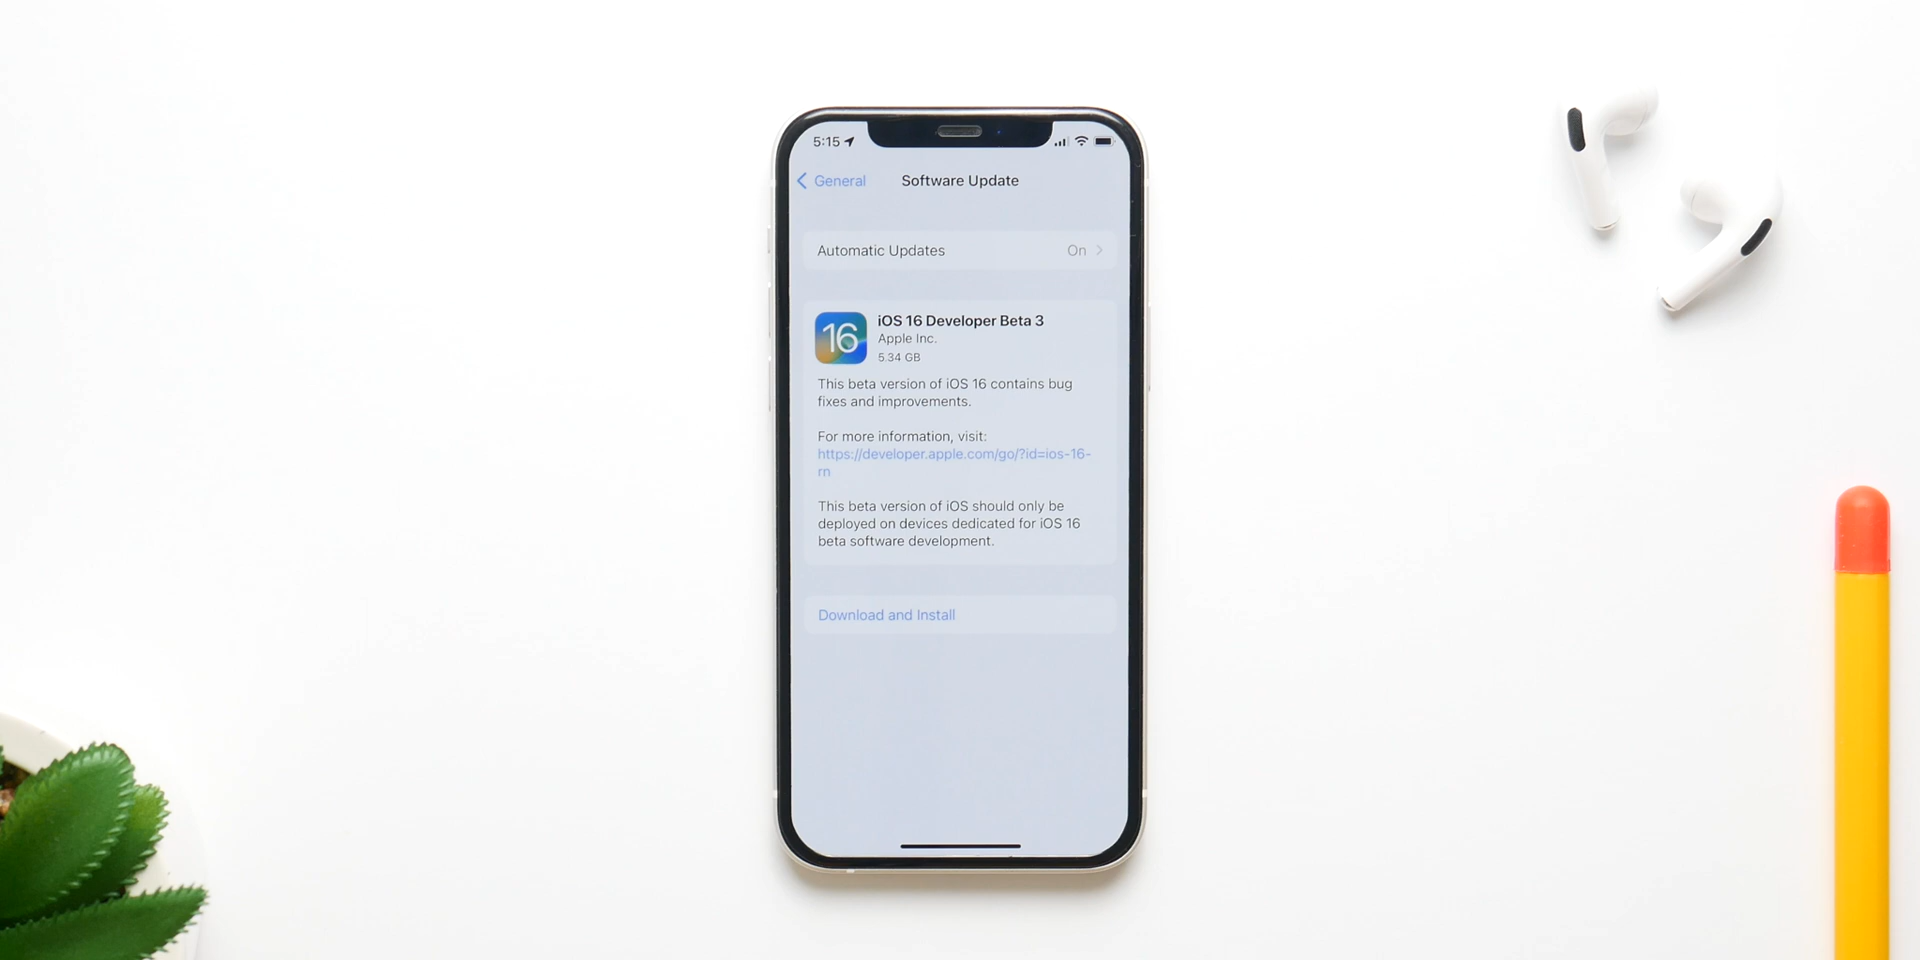 5:15
General
Software Update
Automatic Updates
On
16
iOS 16 Developer Beta 3
Apple Inc.
5.34 GB
This beta version of iOS 16 contains bug
fixes and improvements.
For more information, visit:
https://developer.apple.com/go/?id=ios-16-
rn
This beta version of iOS should only be
deployed on devices dedicated for iOS 16
beta software development.
Download and Install